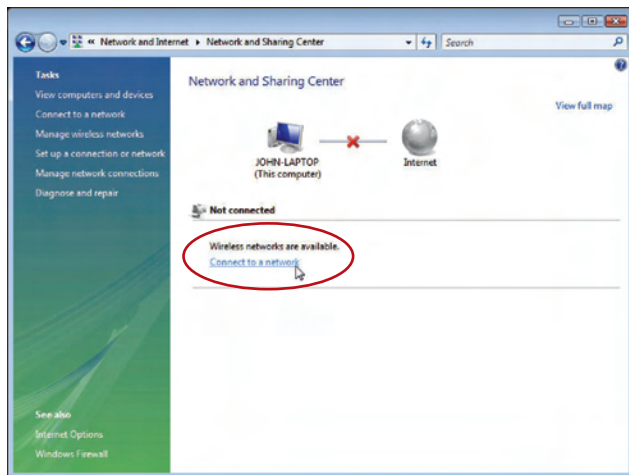 « Network and Inter ▸ Network and Sharing Center
Search
Tasks
View computers and devices
Connect to a network
Manage wireless networks
Set up a connection or network
Manage network connections
Diagnose and repair
See also
Internet Options
Windows Firewall
Network and Sharing Center
View full map
JOHN-LAPTOP
(This computer)
Internet
Not connected
Wireless networks are available.
Connect to a network